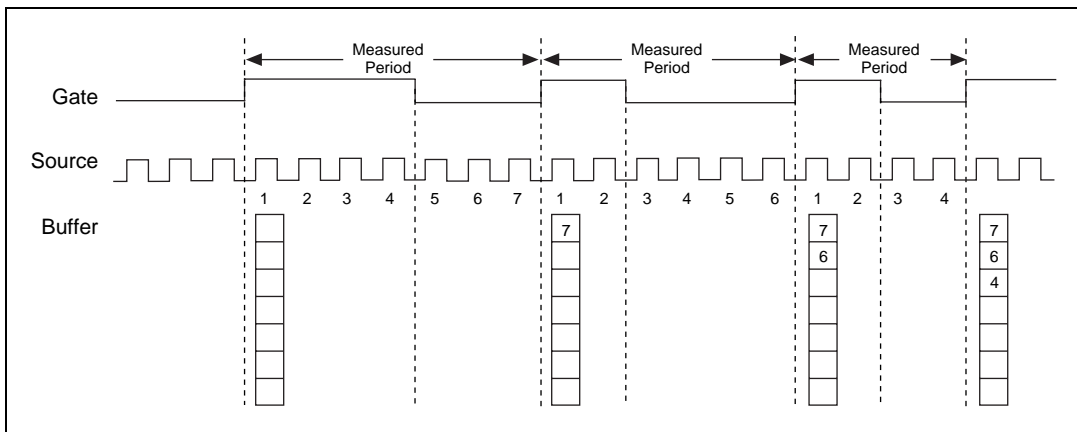 Measured Period
Measured Period
Measured Period
Gate
Source
1 2 3 4 5 6 7 1 2 3 4 5 6 1 2 3 4
Buffer
7 7 7
6 6
4